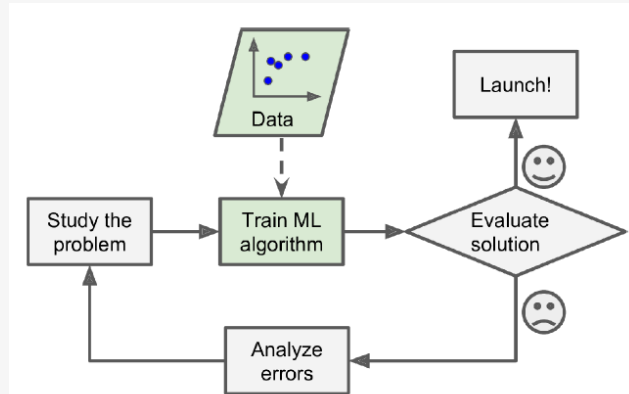 Data
Launch!
Study the
problem
Train ML
algorithm
Evaluate
solution
Analyze
errors